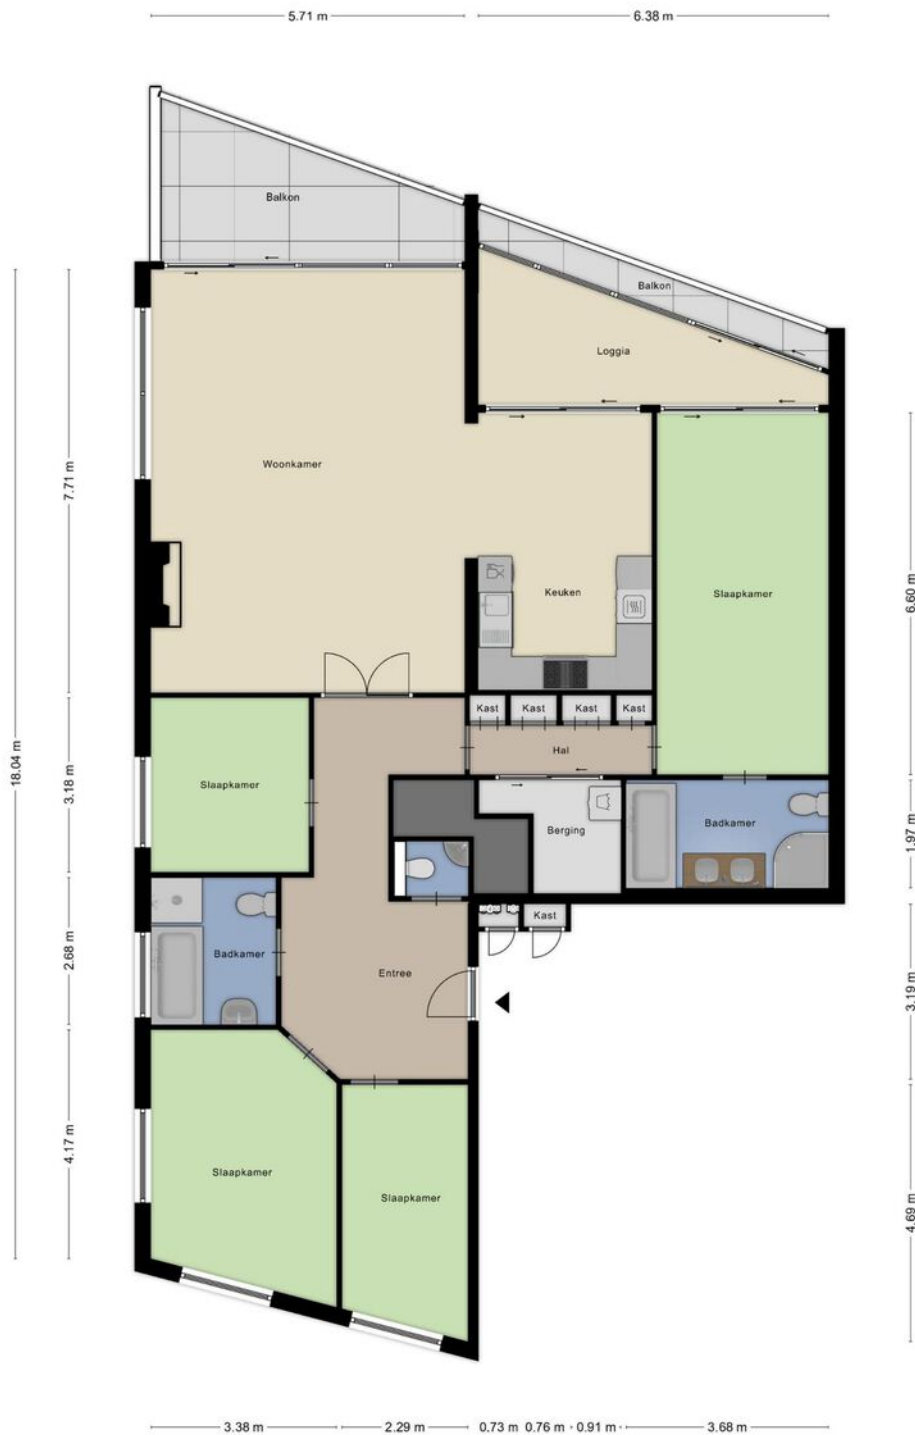 5.71 m
6.38 m
Balkon
Balkon
Loggia
Woonkamer
7.71 m
Keuken
Slaapkamer
6.60 m
Kast
Kast
Kast
Kast
Hal
18.04 m
3.18 m
Slaapkamer
Berging
Badkamer
1.97 m
Kast
2.68 m
Badkamer
Entree
3.19 m
4.17 m
Slaapkamer
Slaapkamer
4.69 m
3.38 m
2.29 m
0.73 m
0.76 m
0.91 m
3.68 m